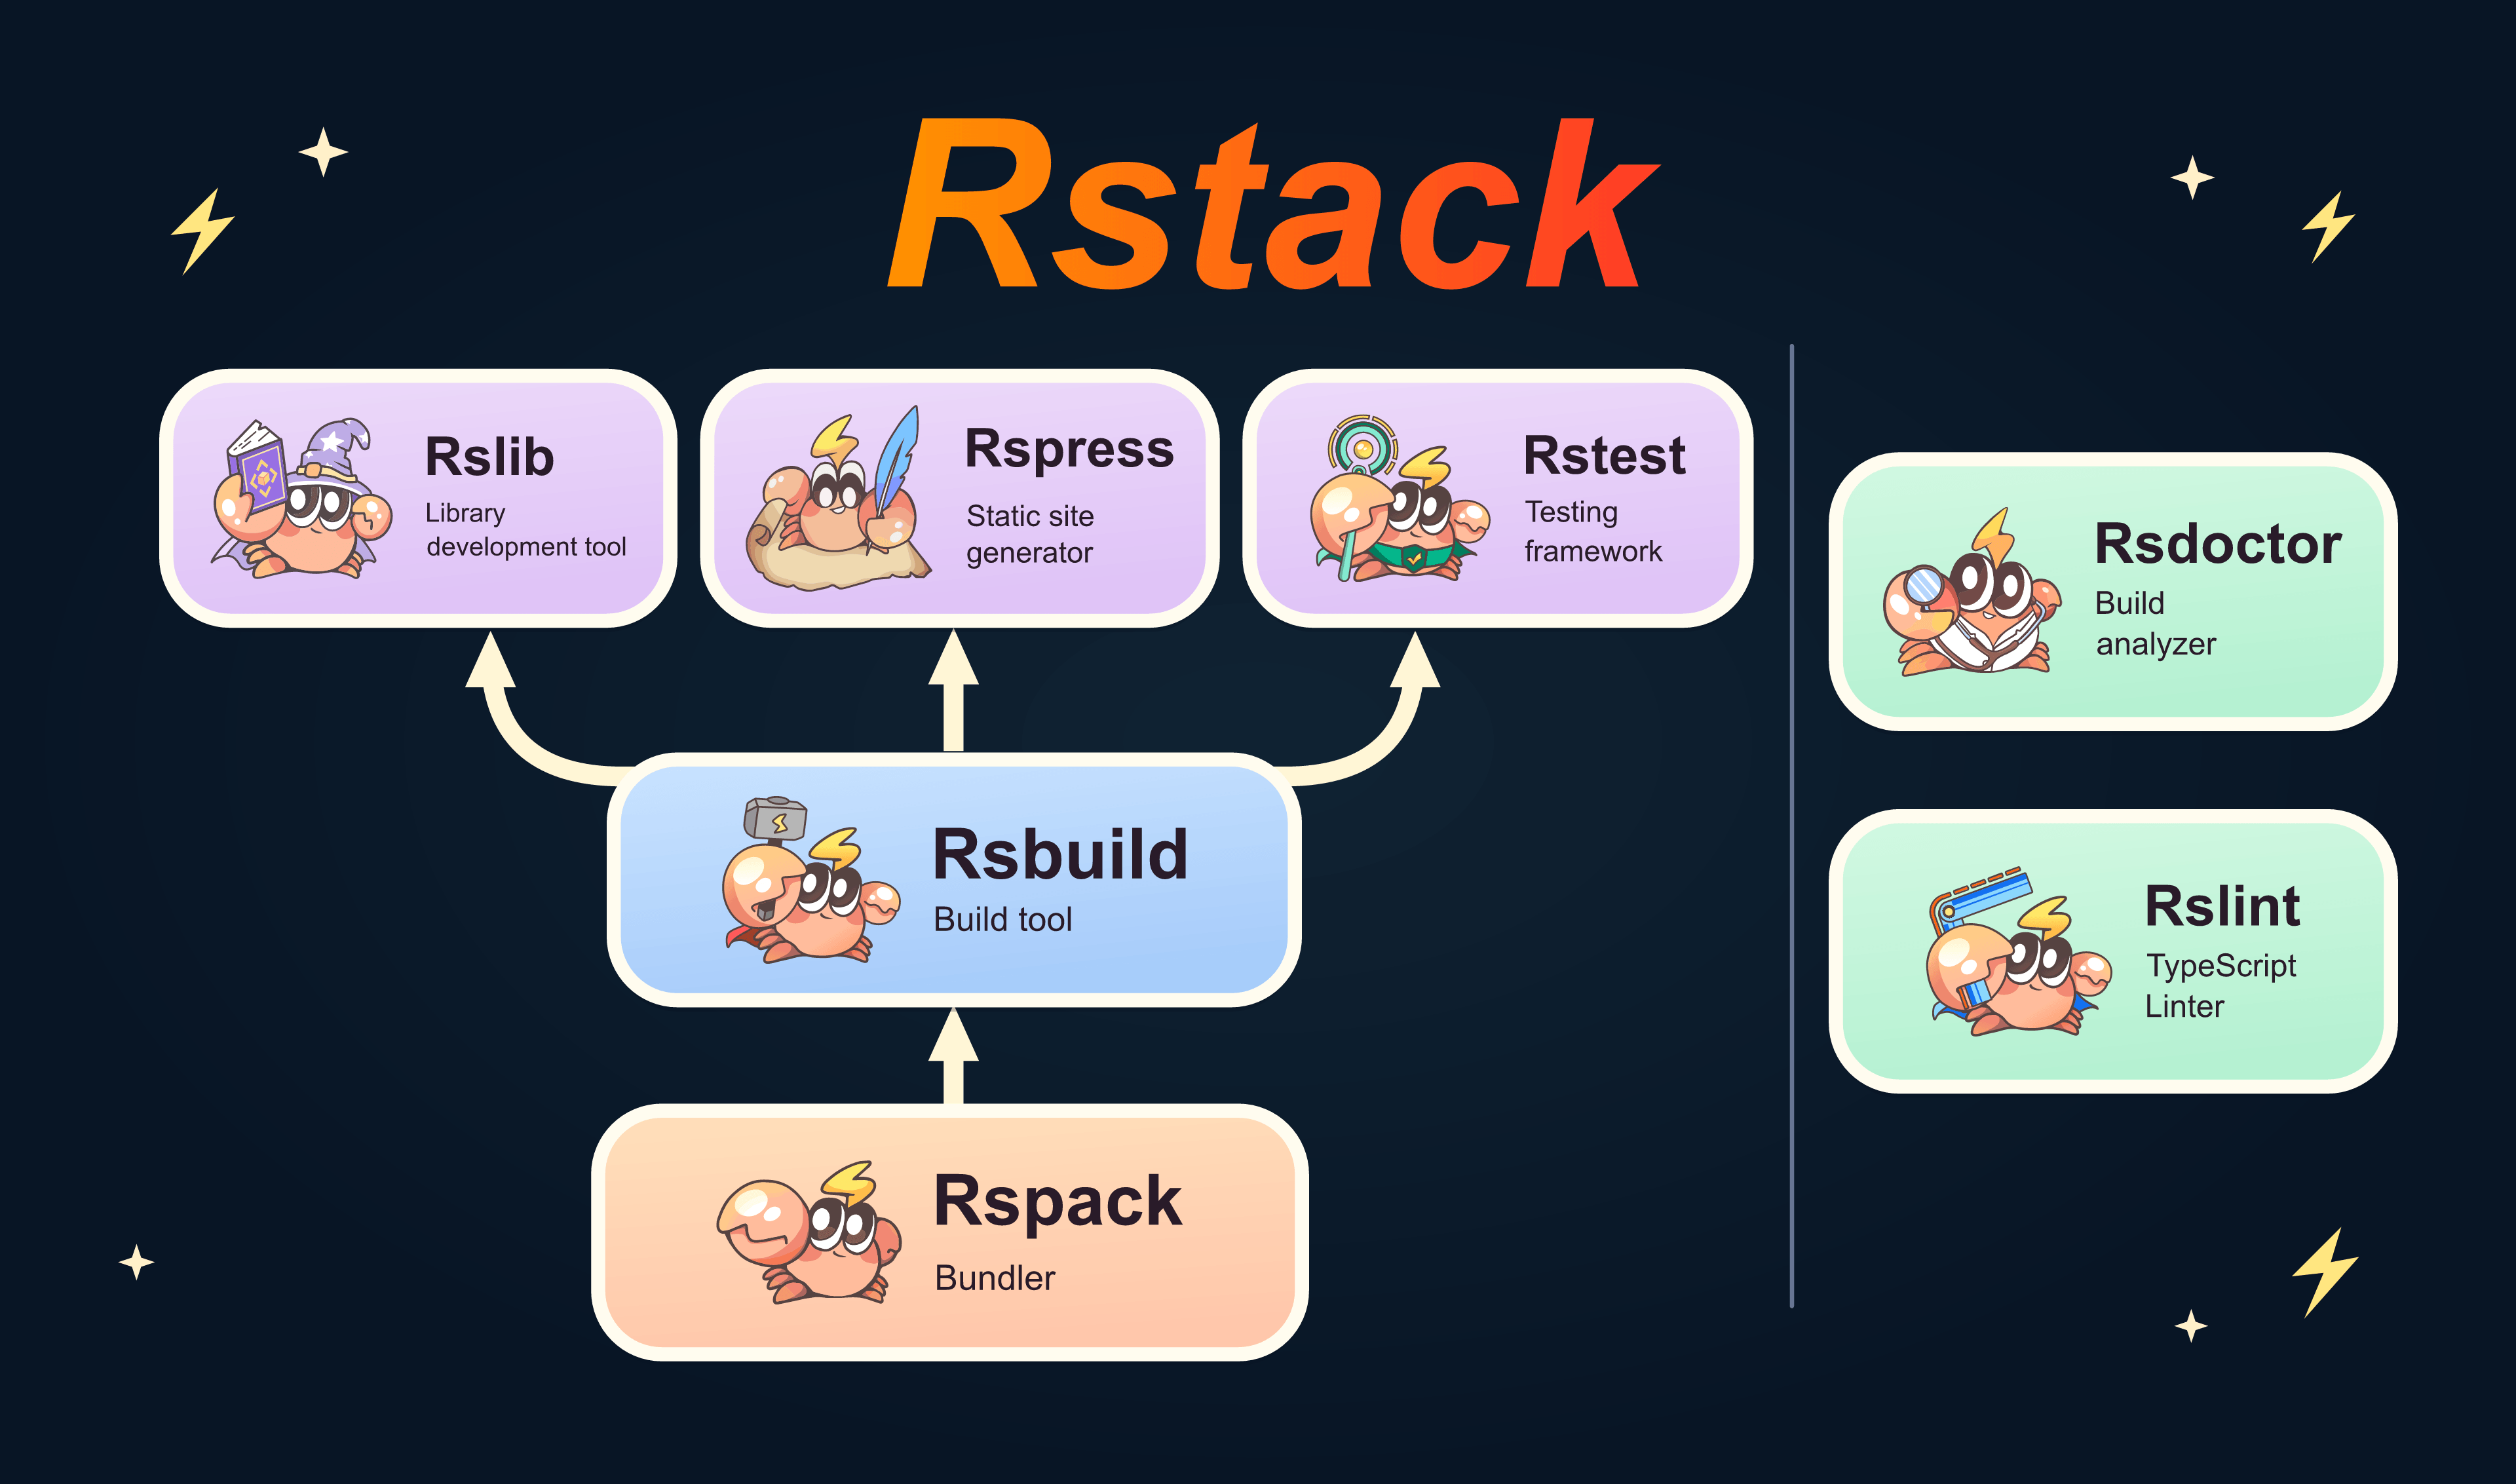 Rstack
Rslib
Library
development tool
Rspress
Static site
generator
Rstest
Testing
framework
Rsbuild
Build tool
Rspack
Bundler
Rsdoctor
Build
analyzer
Rslint
TypeScript
Linter